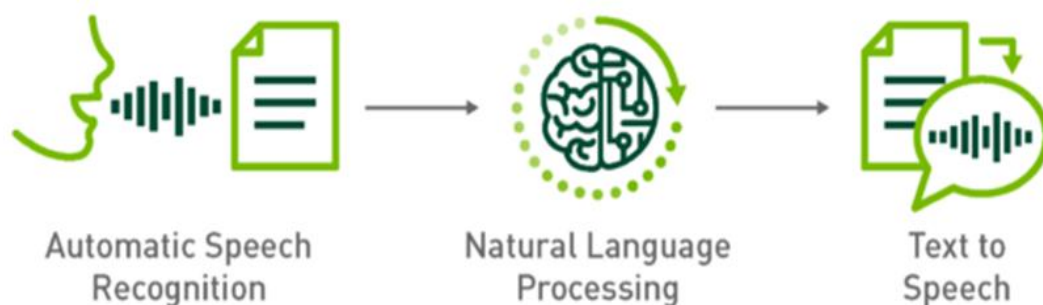 Automatic Speech
Recognition
Natural Language
Processing
Text to
Speech